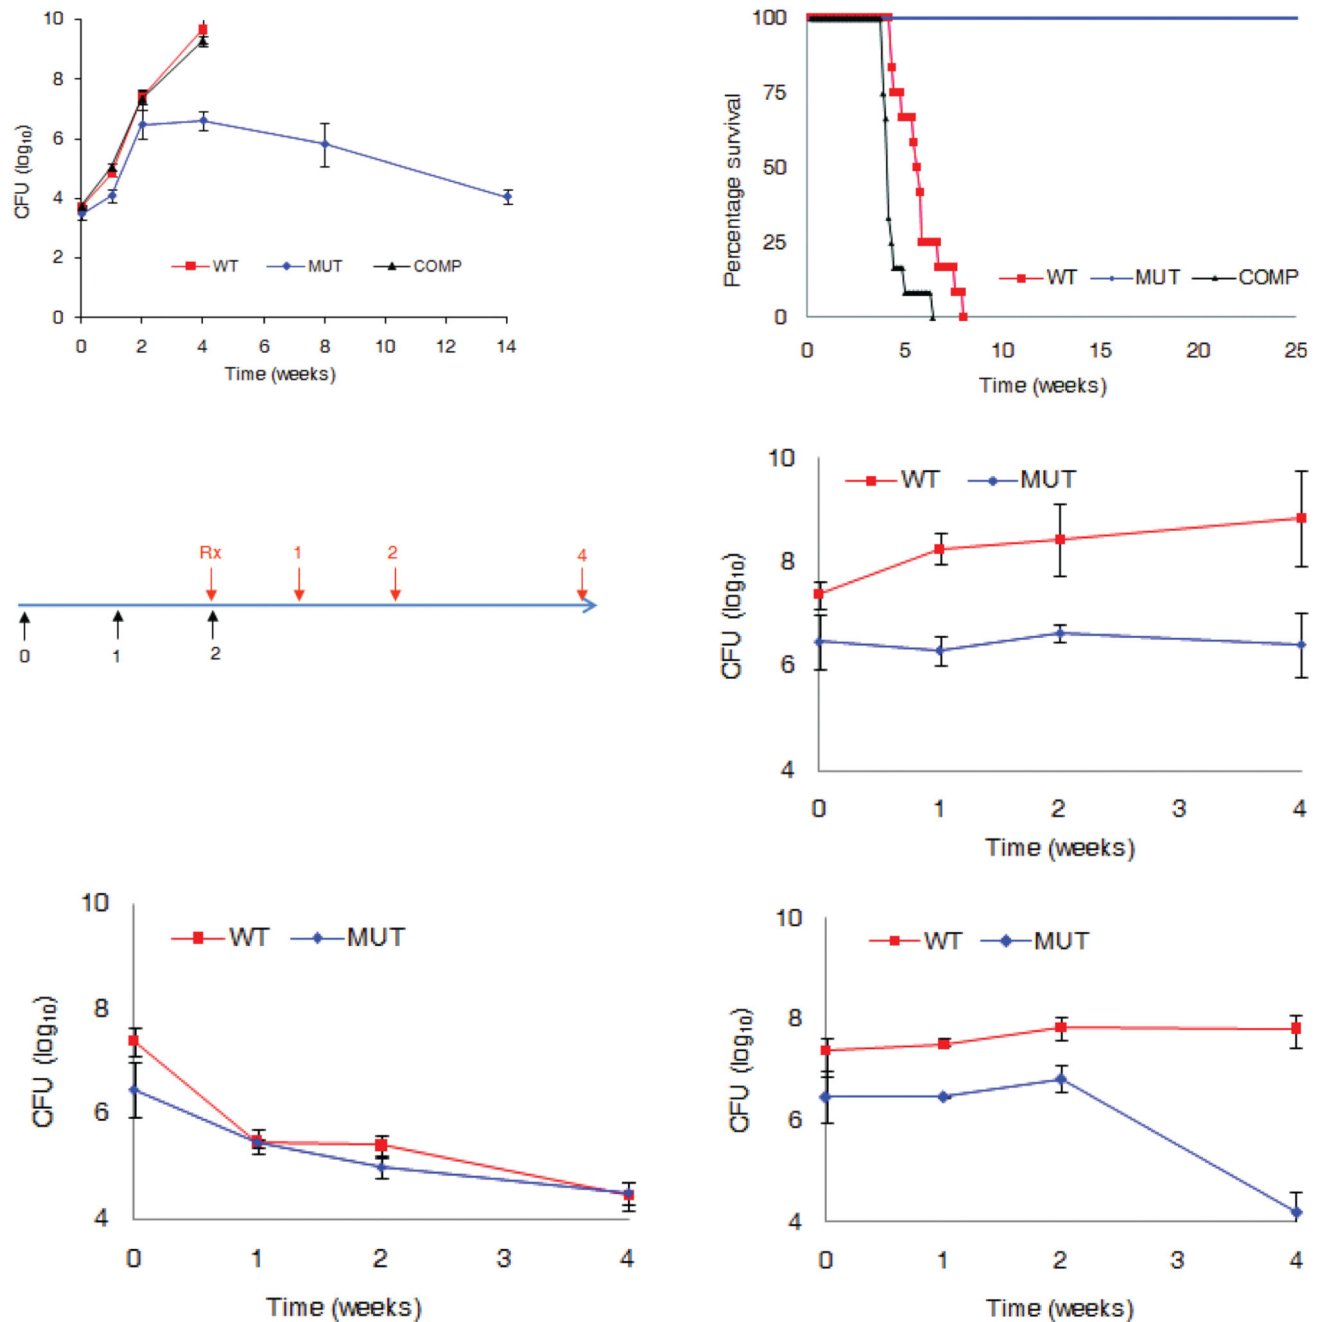 10
8
6
4
2
0
CFU (log10)
WT MUT COMP
0 2 4 6 8 10 12 14
Time (weeks)
100
75
50
25
0
Percentage survival
WT MUT COMP
0 5 10 15 20 25
Time (weeks)
Rx 1 2 4
0 1 2
10
8
6
4
CFU (log10)
WT MUT
0 1 2 3 4
Time (weeks)
10
8
6
4
CFU (log10)
WT MUT
0 1 2 3 4
Time (weeks)
10
8
6
4
CFU (log10)
WT MUT
0 1 2 3 4
Time (weeks)